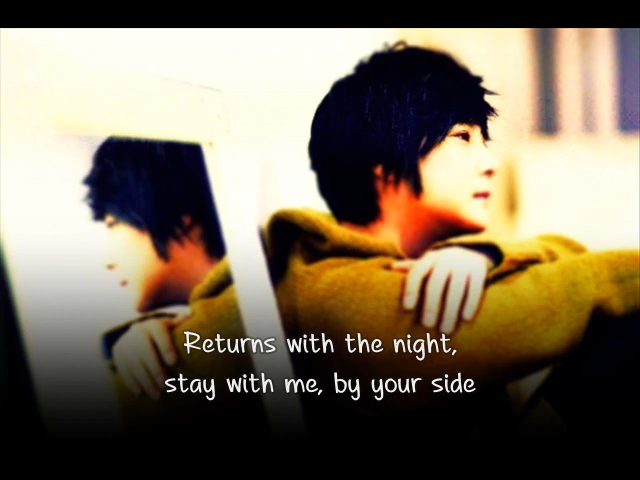 Returns with the night,
stay with me, by your side